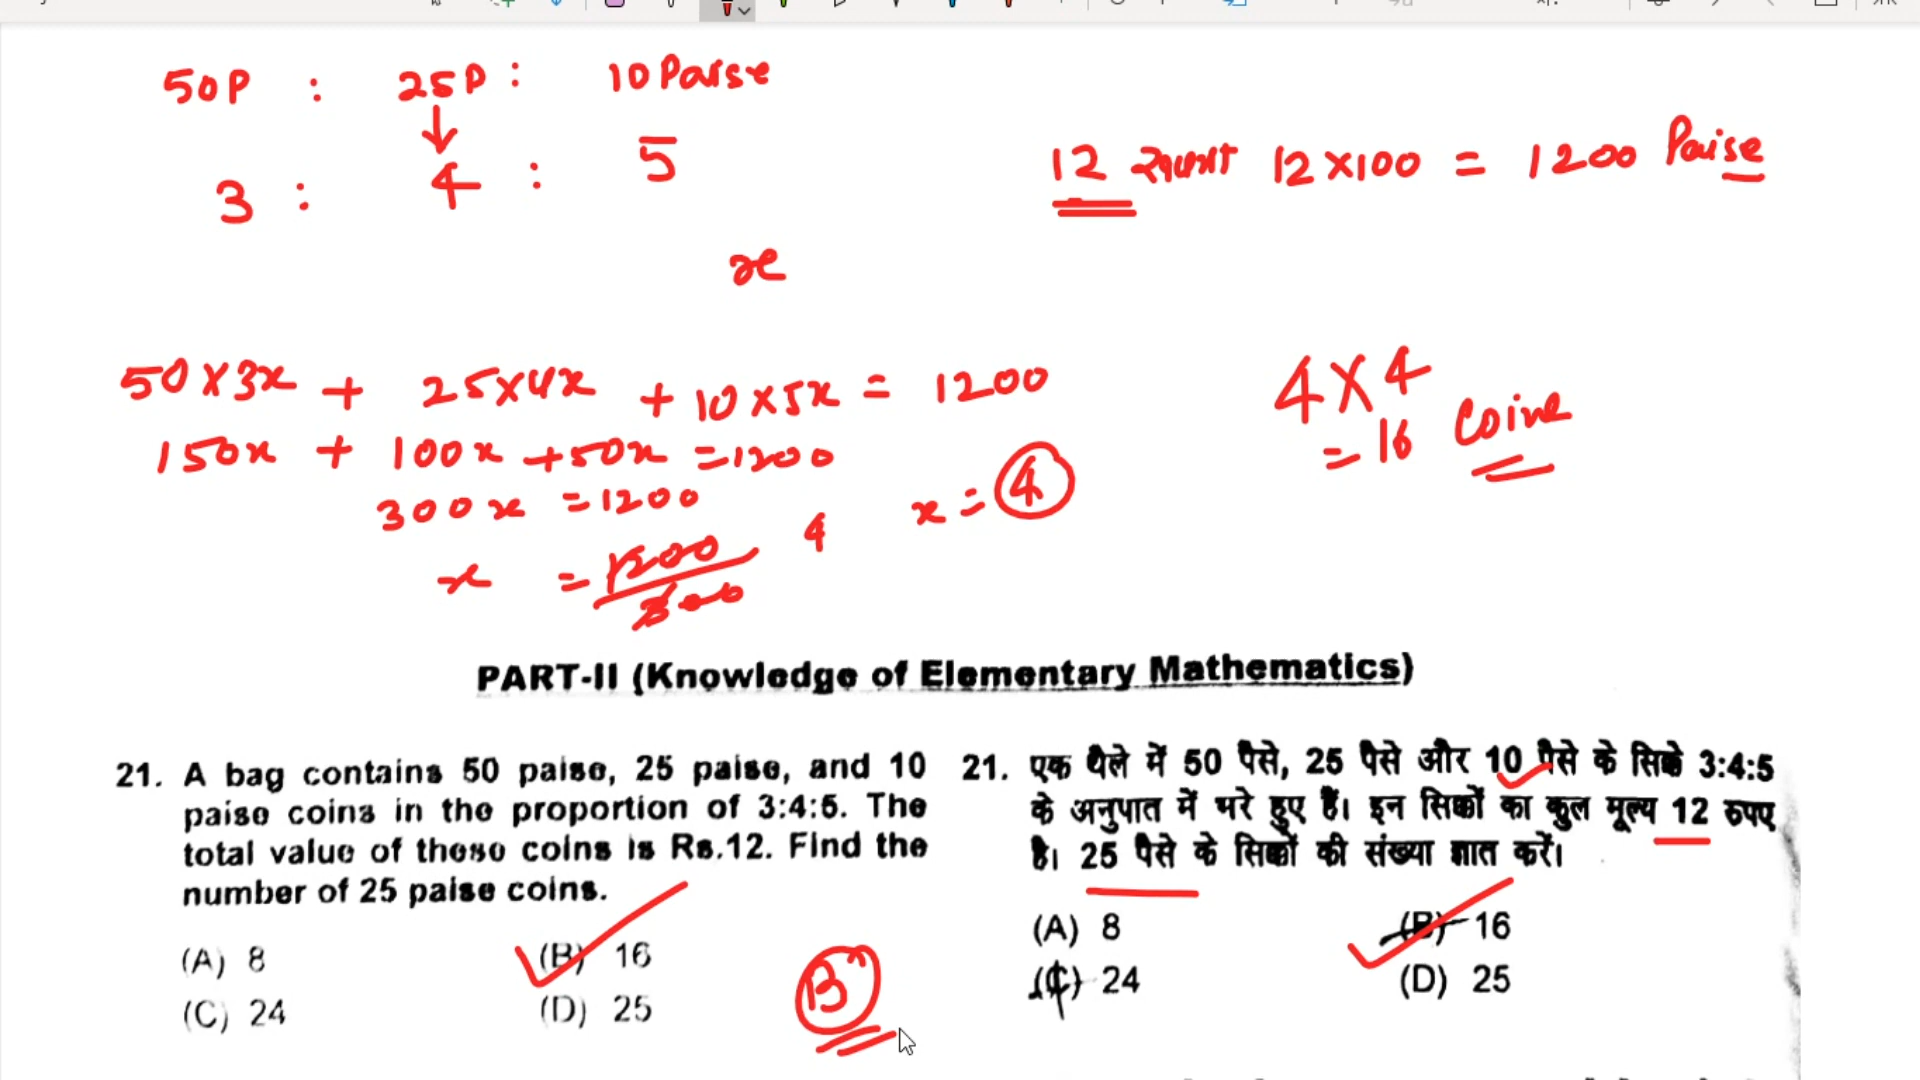 50P : 25P : 10 Paise
3 : 4 : 5
12 रुपया 12×100 = 1200 Paise
x
50×3x + 25×4x + 10×5x = 1200
150x + 100x + 50x = 1200
300x = 1200
x = 1200/300 4
x = 4
4×4
= 16 Coins
PART-II (Knowledge of Elementary Mathematics)
21. A bag contains 50 paise, 25 paise, and 10
paise coins in the proportion of 3:4:5. The
total value of these coins is Rs.12. Find the
number of 25 paise coins.
(A) 8 (B) 16
(C) 24 (D) 25
B
21. एक थैले में 50 पैसे, 25 पैसे और 10 पैसे के सिक्के 3:4:5
के अनुपात में भरे हुए हैं। इन सिक्कों का कुल मूल्य 12 रुपए
है। 25 पैसे के सिक्कों की संख्या ज्ञात करें।
(A) 8 (B) 16
(C) 24 (D) 25